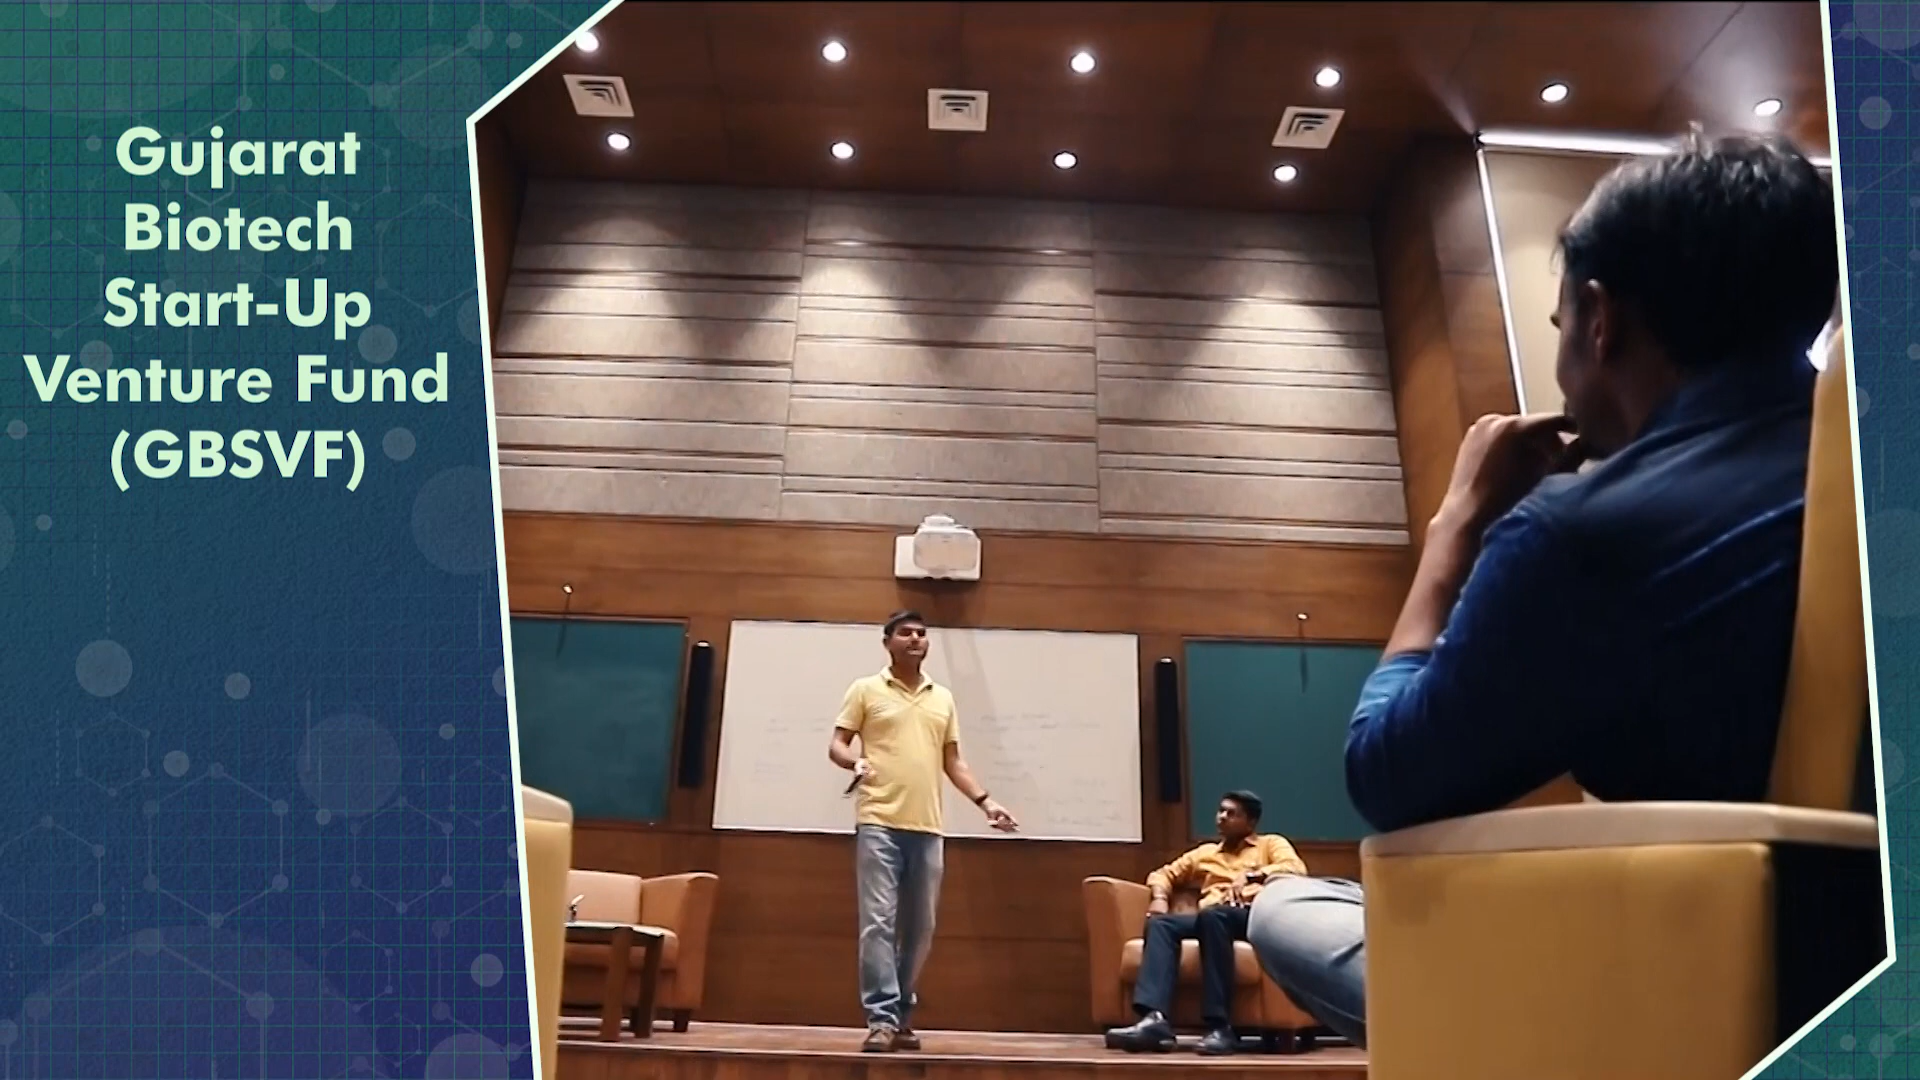 Gujarat
Biotech
Start-Up
Venture Fund
(GBSVF)